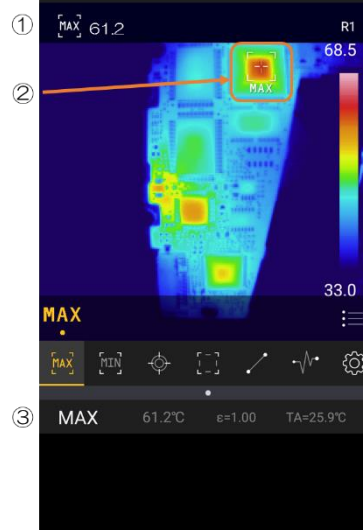 ① [MAX] 61.2 R1
68.5
②
MAX
33.0
MAX
[MAX] [MIN]
③ MAX 61.2℃ ε=1.00 TA=25.9℃